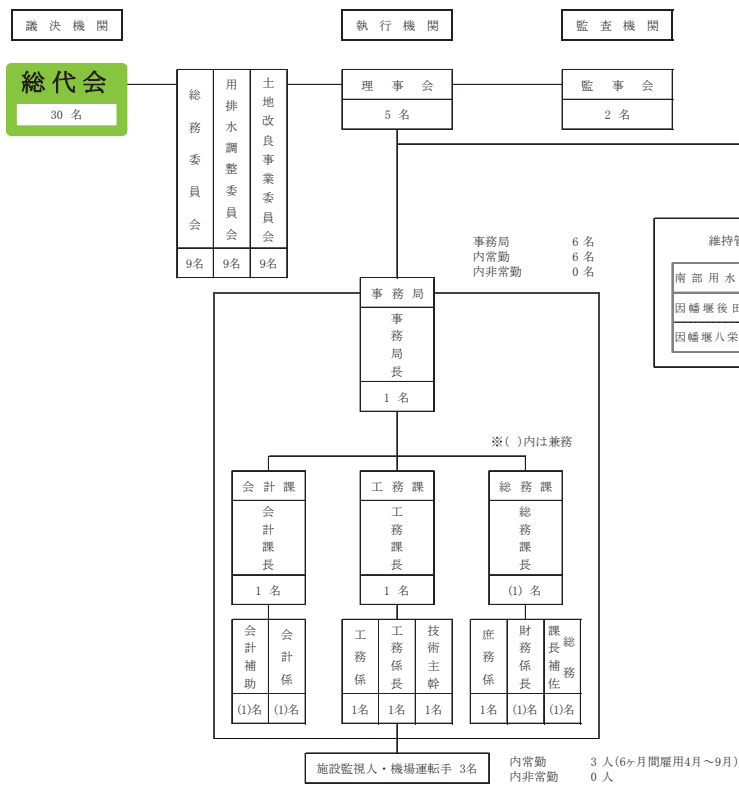 議決機関
執行機関
監査機関
総代会
30 名
総務委員会
9名
用排水調整委員会
9名
土地改良事業委員会
9名
理事会
5 名
監事会
2 名
事務局 6 名
内常勤 6 名
内非常勤 0 名
維持管
南部用水
因幡堰後田
因幡堰八栄
事務局
事務局長
1 名
※( )内は兼務
会計課
会計課長
1 名
工務課
工務課長
1 名
総務課
総務課長
(1) 名
会計補助
(1)名
会計係
(1)名
工務係
1名
工務係長
1名
技術主幹
1名
庶務係
1名
財務係長
(1)名
総務
課長補佐
(1)名
施設監視人・機場運転手 3名
内常勤 3 人(6ヶ月間雇用4月~9月)
内非常勤 0 人